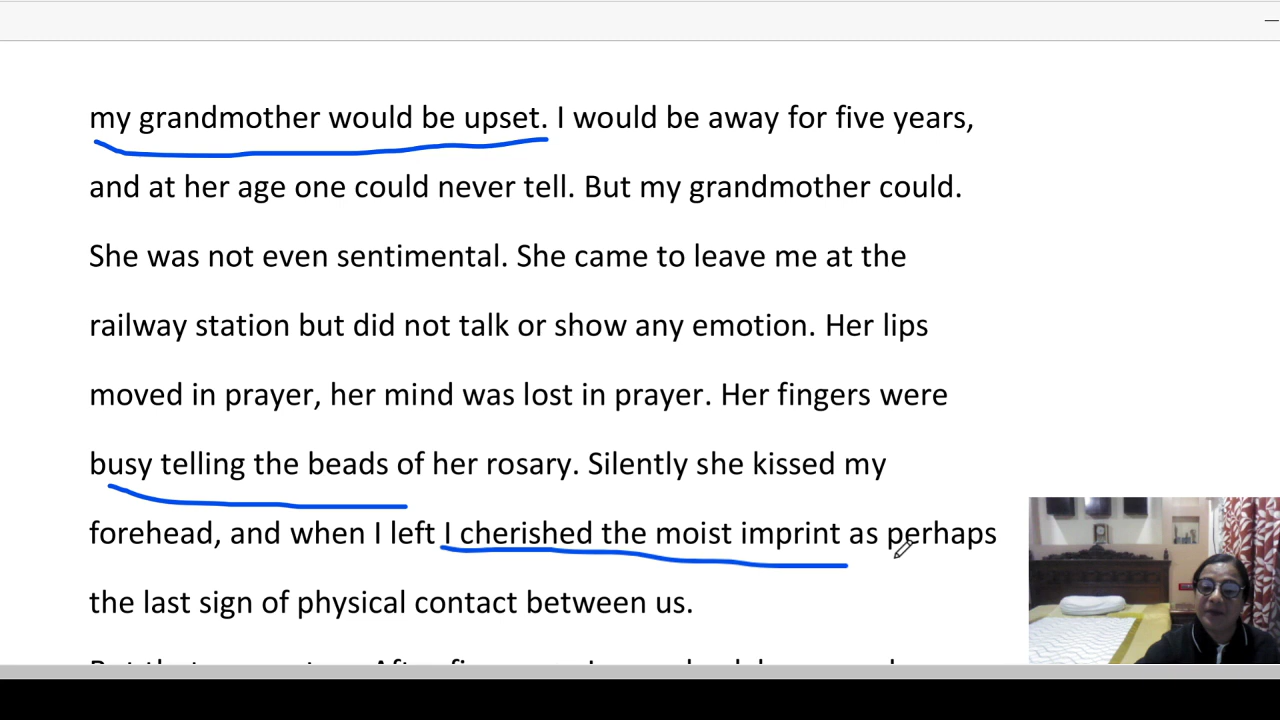 my grandmother would be upset. I would be away for five years,
and at her age one could never tell. But my grandmother could.
She was not even sentimental. She came to leave me at the
railway station but did not talk or show any emotion. Her lips
moved in prayer, her mind was lost in prayer. Her fingers were
busy telling the beads of her rosary. Silently she kissed my
forehead, and when I left I cherished the moist imprint as perhaps
the last sign of physical contact between us.